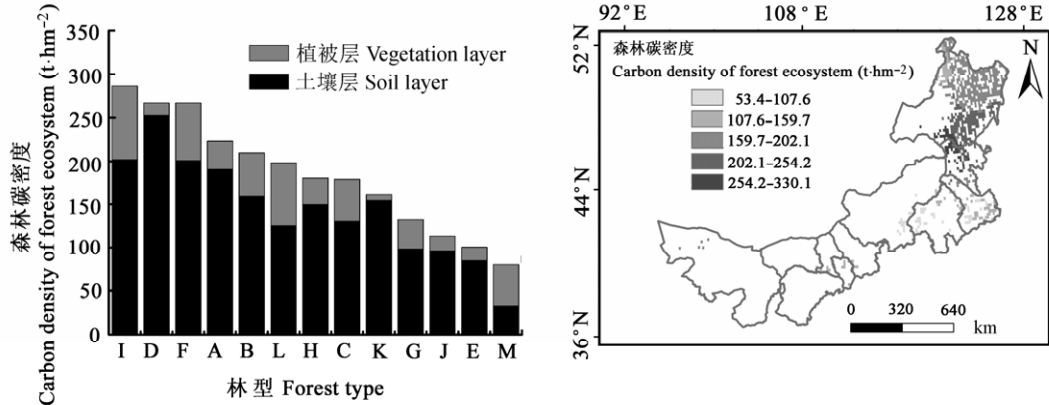 森林碳密度
Carbon density of forest ecosystem (t·hm⁻²)
350
300
250
200
150
100
50
0
植被层 Vegetation layer
土壤层 Soil layer
I D F A B L H C K G J E M
林 型 Forest type
92°E 108°E 128°E
52°N
44°N
36°N
森林碳密度
Carbon density of forest ecosystem (t·hm⁻²)
53.4–107.6
107.6–159.7
159.7–202.1
202.1–254.2
254.2–330.1
N
0 320 640
km